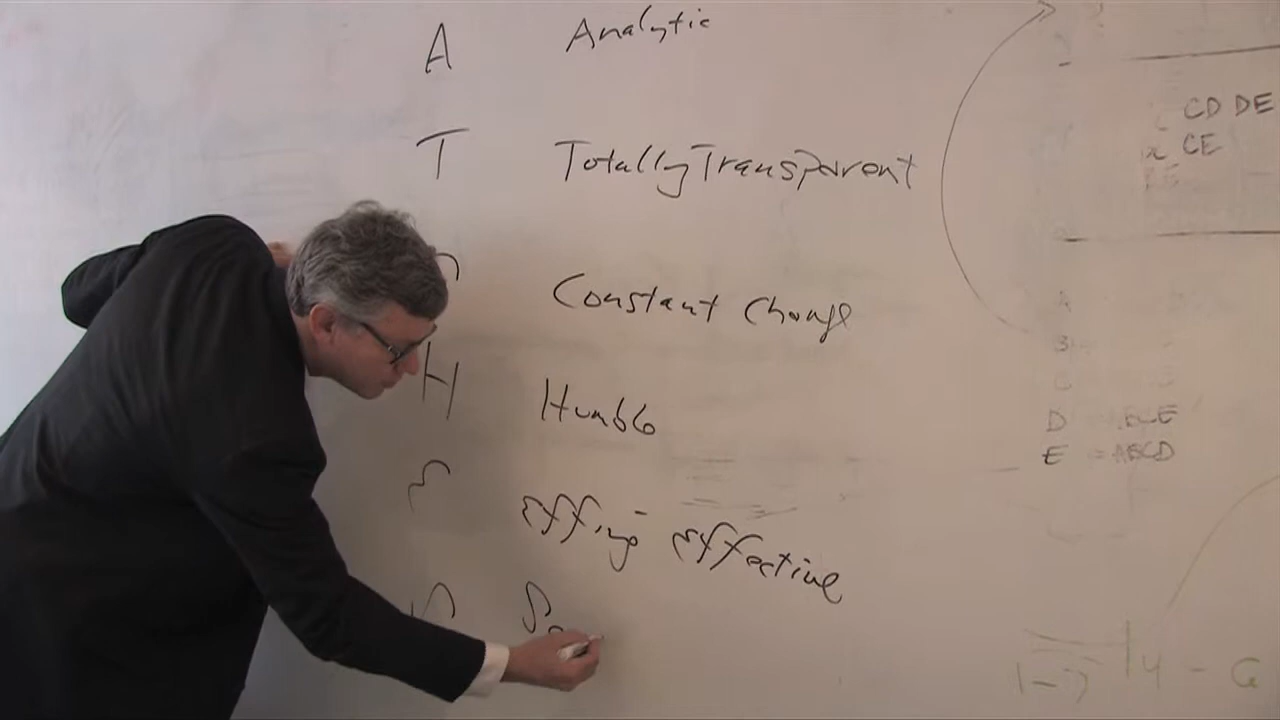 A Analytic
T Totally Transparent
Constant Change
H Humble
E effing effective
S
CD DE
CE
D
E = ABCD